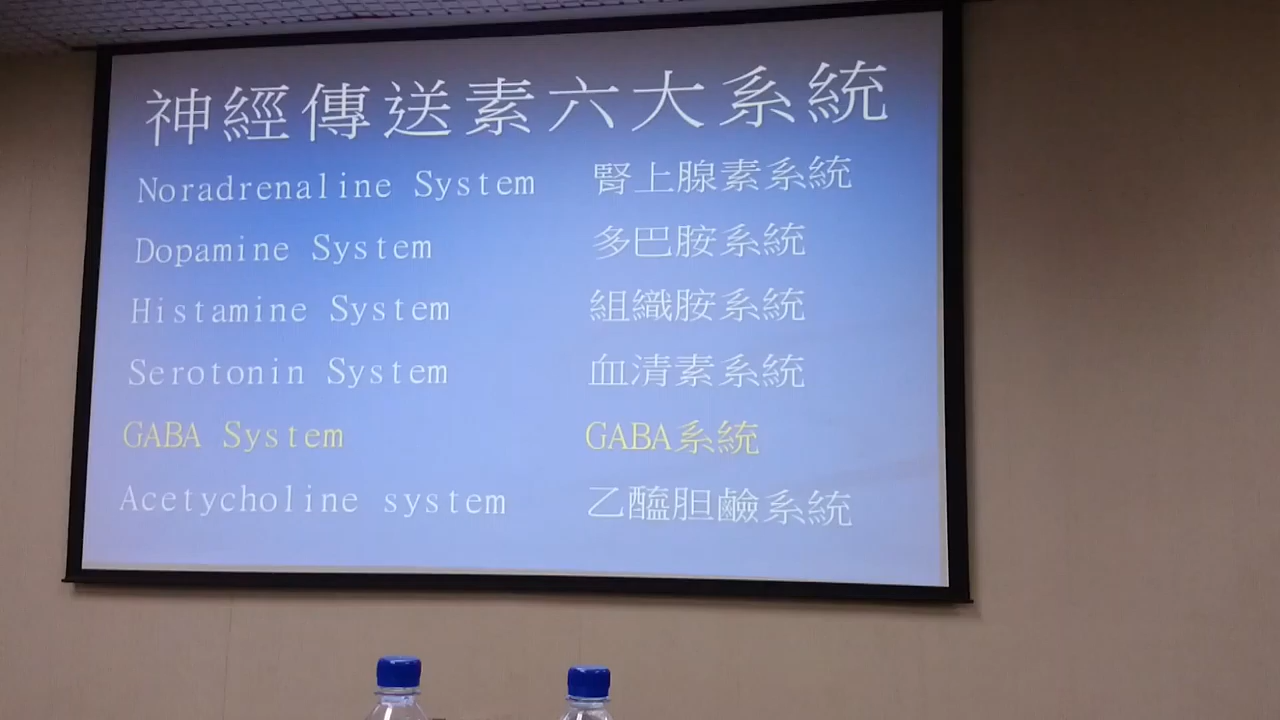 神經傳送素六大系統
Noradrenaline System 腎上腺素系統
Dopamine System 多巴胺系統
Histamine System 組織胺系統
Serotonin System 血清素系統
GABA System GABA系統
Acetycholine system 乙醯胆鹼系統